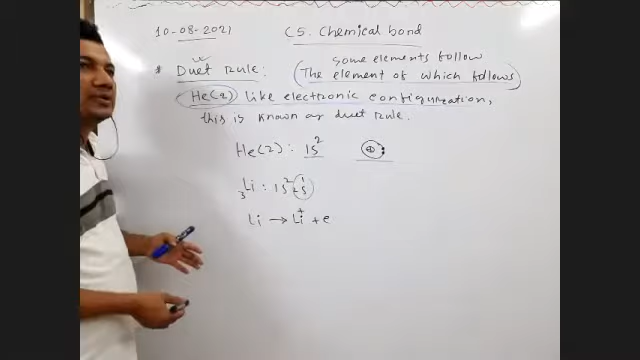 10-08-2021 C5. Chemical bond
some elements follow
* Duet Rule: (The element of which follows)
He(2) like electronic configuration,
this is known as duet rule.
He(2): 1s²
₃Li: 1s² 2s¹
Li → Li⁺ + e